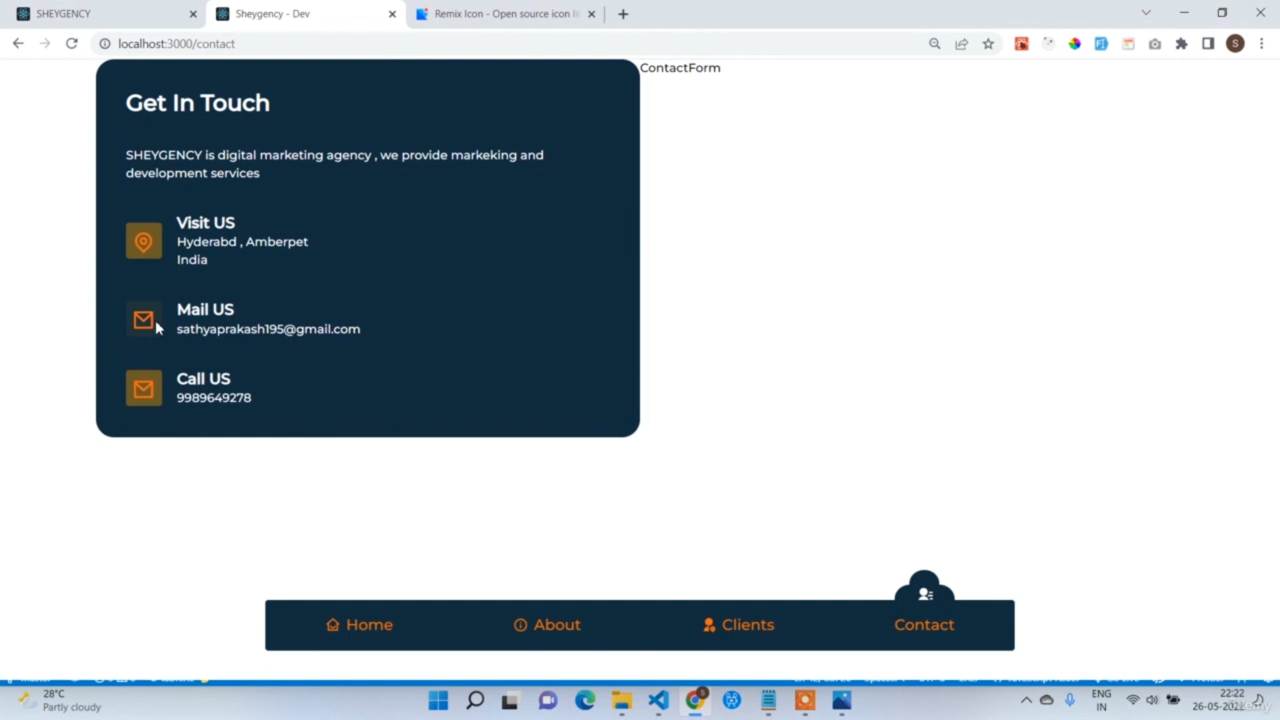 SHEYGENCY
Sheygency - Dev
Remix Icon - Open source icon li
localhost:3000/contact
S
Get In Touch
SHEYGENCY is digital marketing agency , we provide markeking and
development services
Visit US
Hyderabd , Amberpet
India
Mail US
sathyaprakash195@gmail.com
Call US
9989649278
ContactForm
Home
About
Clients
Contact
28°C
Partly cloudy
ENG
IN
22:22
26-05-2022